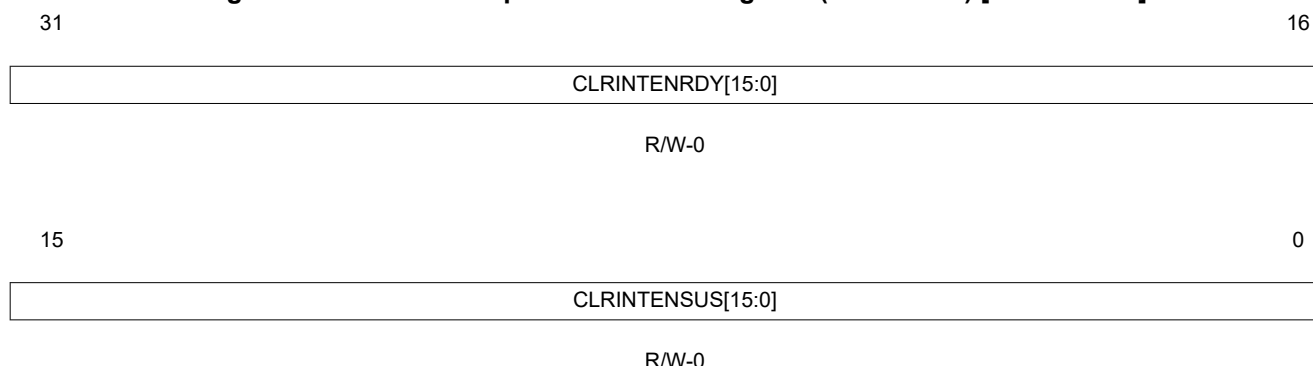 31 16
CLRINTENRDY[15:0]
R/W-0
15 0
CLRINTENSUS[15:0]
R/W-0